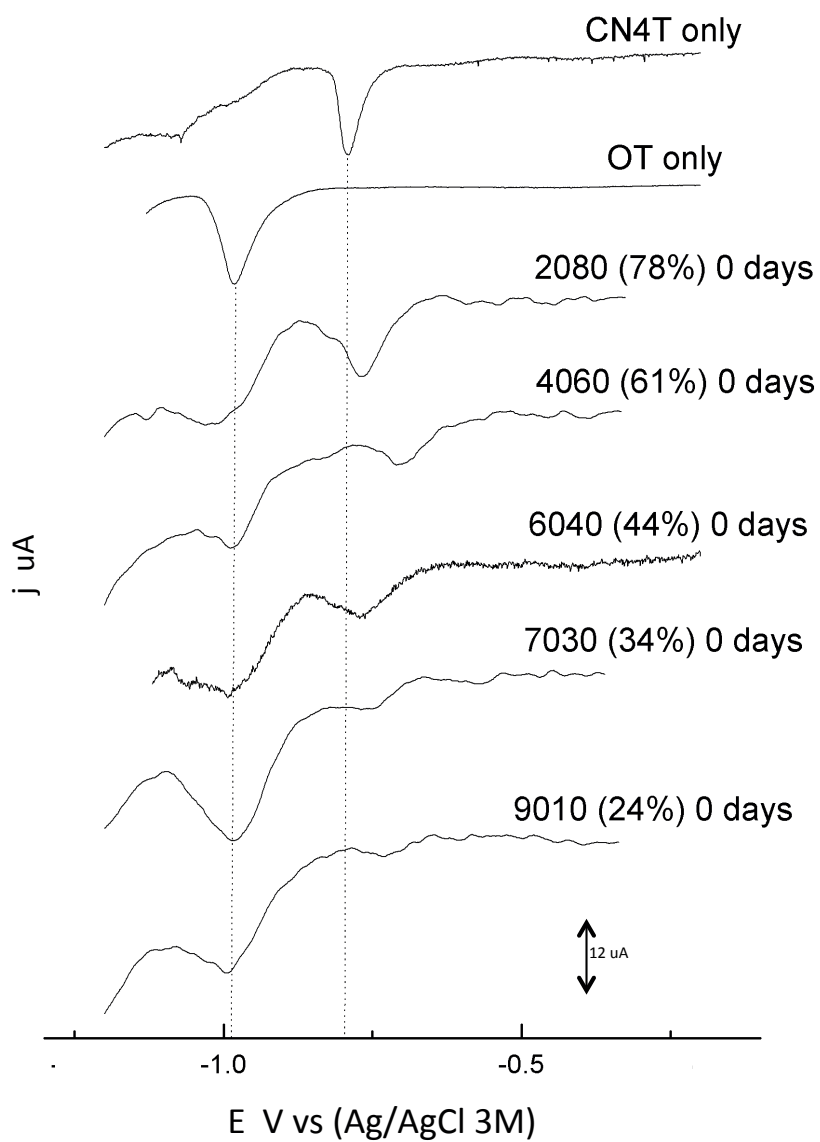 CN4T only
OT only
2080 (78%) 0 days
4060 (61%) 0 days
6040 (44%) 0 days
7030 (34%) 0 days
9010 (24%) 0 days
j uA
12 uA
-1.0 -0.5
E V vs (Ag/AgCl 3M)